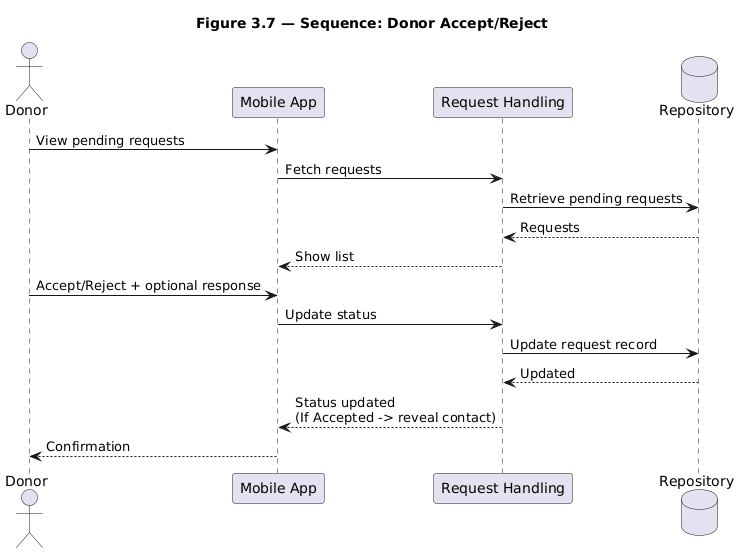 Figure 3.7 — Sequence: Donor Accept/Reject
Donor
Mobile App
Request Handling
Repository
View pending requests
Fetch requests
Retrieve pending requests
Requests
Show list
Accept/Reject + optional response
Update status
Update request record
Updated
Status updated
(If Accepted -> reveal contact)
Confirmation
Donor
Mobile App
Request Handling
Repository